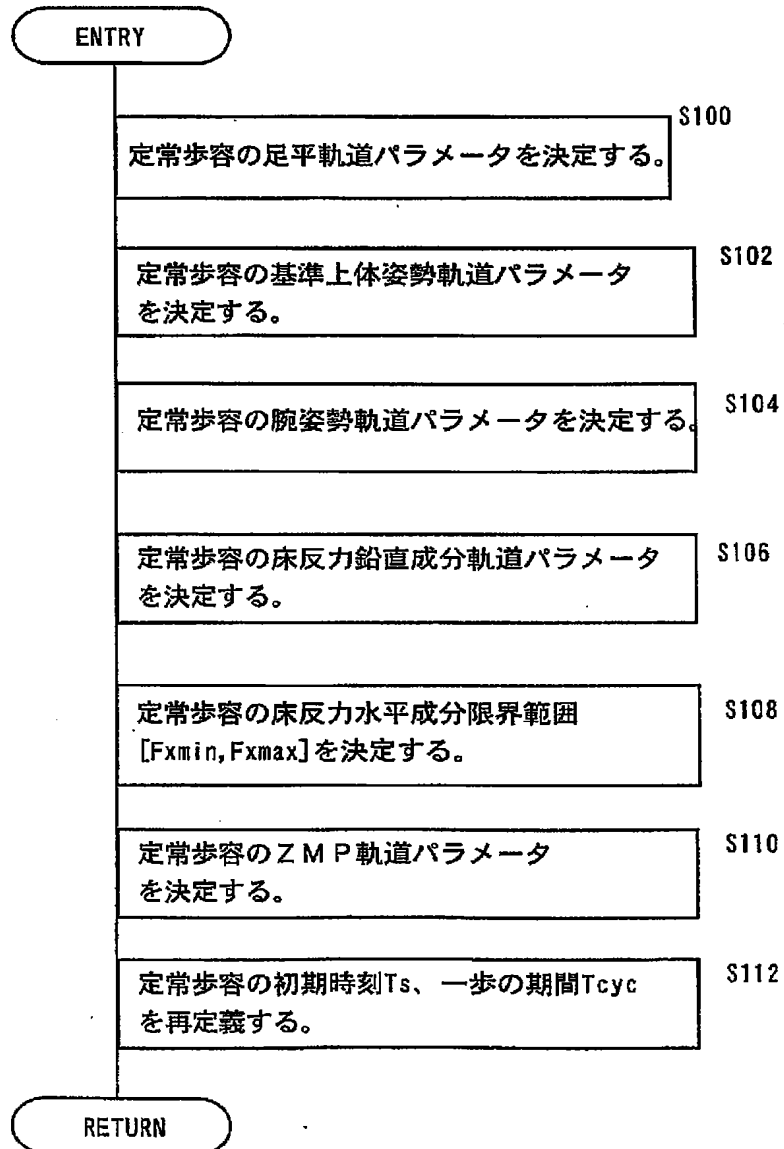 ENTRY
S100
定常歩容の足平軌道パラメータを決定する。
S102
定常歩容の基準上体姿勢軌道パラメータ
を決定する。
S104
定常歩容の腕姿勢軌道パラメータを決定する。
S106
定常歩容の床反力鉛直成分軌道パラメータ
を決定する。
S108
定常歩容の床反力水平成分限界範囲
[Fxmin,Fxmax]を決定する。
S110
定常歩容のＺＭＰ軌道パラメータ
を決定する。
S112
定常歩容の初期時刻Ts、一歩の期間Tcyc
を再定義する。
RETURN